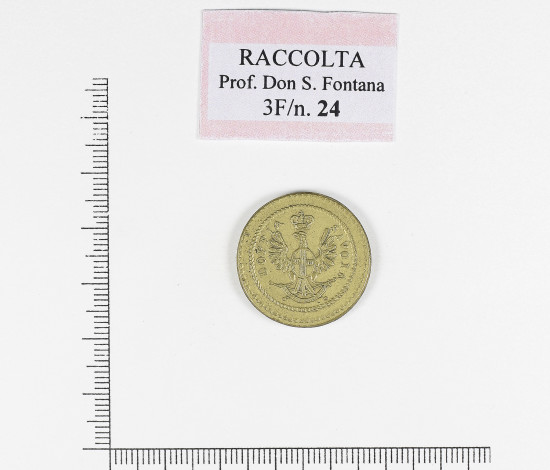 RACCOLTA
Prof. Don S. Fontana
3F/n. 24